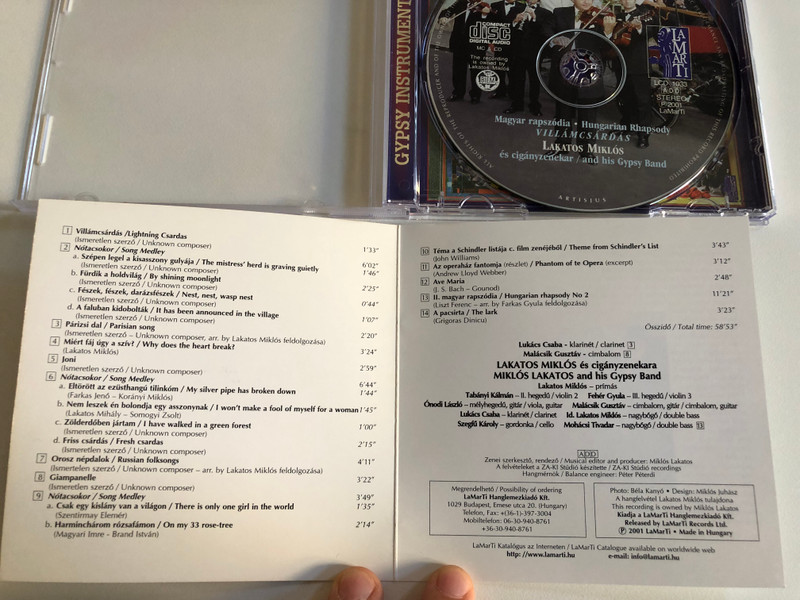 GYPSY INSTRUMENT
COMPACT
disc
DIGITAL AUDIO
MC & CD
The recording
is owned by
Lakatos Miklós
LA
MAR
TI
STEREO
℗ 2001
LaMarTi
Magyar rapszódia • Hungarian Rhapsody
VILLÁMCSÁRDÁS
LAKATOS MIKLÓS
és cigányzenekar / and his Gypsy Band
ARTISJUS
ALL RIGHTS OF THE PRODUCER AND OF THE
1 Villámcsárdás /Lightning Csardas
(Ismeretlen szerző / Unknown composer) 1'33"
2 Nótacsokor / Song Medley 6'02"
a. Szépen legel a kisasszony gulyája / The mistress' herd is graving guietly
(Ismeretlen szerző / Unknown composer) 1'46"
b. Fürdik a holdvilág / By shining moonlight
(Ismeretlen szerző / Unknown composer) 2'25"
c. Fészek, fészek, darázsfészek / Nest, nest, wasp nest
(Ismeretlen szerző / Unknown composer) 0'44"
d. A faluban kidobolták / It has been announced in the village
(Ismeretlen szerző / Unknown composer) 1'07"
3 Párizsi dal / Parisian song
(Ismeretlen szerző – Unknown composer, arr. by Lakatos Miklós feldolgozása) 2'20"
4 Miért fáj úgy a szív? / Why does the heart break?
(Lakatos Miklós) 3'24"
5 Joni
(Ismeretlen szerző / Unknown composer) 2'59"
6 Nótacsokor / Song Medley 6'44"
a. Eltörött az ezüsthangú tilinkóm / My silver pipe has broken down 1'44"
(Farkas Jenő – Korányi Miklós)
b. Nem leszek én bolondja egy asszonynak / I won't make a fool of myself for a woman 1'45"
(Lakatos Mihály – Somogyi Zsolt)
c. Zölderdőben jártam / I have walked in a green forest 1'00"
(Ismeretlen szerző / Unknown composer)
d. Friss csárdás / Fresh csardas 2'15"
(Ismeretlen szerző / Unknown composer)
7 Orosz népdalok / Russian folksongs 4'11"
(Ismertelen szerző / Unknown composer – arr. by Lakatos Miklós feldolgozása)
8 Giampanelle 3'22"
(Ismeretlen szerző / Unknown composer)
9 Nótacsokor / Song Medley 3'49"
a. Csak egy kislány van a világon / There is only one girl in the world 1'35"
(Szentirmay Elemér)
b. Harminchárom rózsafámon / On my 33 rose-tree 2'14"
(Magyari Imre - Brand István)
10 Téma a Schindler listája c. film zenéjéből / Theme from Schindler's List 3'43"
(John Williams)
11 Az operaház fantomja (részlet) / Phantom of te Opera (excerpt) 3'12"
(Andrew Lloyd Webber)
12 Ave Maria 2'48"
(J. S. Bach – Gounod)
13 II. magyar rapszódia / Hungarian rhapsody No 2 11'21"
(Liszt Ferenc – arr. by Farkas Gyula feldolgozása)
14 A pacsirta / The lark 3'23"
(Grigoras Dinicu)
Összidő / Total time: 58'53"
Lukács Csaba - klarinét / clarinet 3
Malácsik Gusztáv - cimbalom 8
LAKATOS MIKLÓS és cigányzenekara
MIKLÓS LAKATOS and his Gypsy Band
Lakatos Miklós – prímás
Tabányi Kálmán – II. hegedű / violin 2 Fehér Gyula – III. hegedű / violin 3
Ónodi László – mélyhegedű, gitár / viola, guitar Malácsik Gusztáv – cimbalom, gitár / cimbalom, guitar
Lukács Csaba – klarinét / clarinet Id. Lakatos Miklós – nagybőgő / double bass
Szeglű Károly – gordonka / cello Mohácsi Tivadar – nagybőgő / double bass 13
ADD
Zenei szerkesztő, rendező / Musical editor and producer: Miklós Lakatos
A felvételeket a ZA-KI Stúdió készítette / ZA-KI Stúdió recordings
Hangmérnök / Balance engineer: Péter Péterdi
Megrendelhető / Possibility of ordering
LaMarTi Hanglemezkiadó Kft.
1029 Budapest, Emese utca 20. (Hungary)
Telefon, Fax: +(36-1)-397-3004
Mobiltelefon: 06-30-940-8761
+36-30-940-8761
Photo: Béla Kanyó • Design: Miklós Juhász
A hangfelvétel Lakatos Miklós tulajdona.
This recording is owned by Miklós Lakatos
Kiadja a LaMarTi Hanglemezkiadó Kft.
Released by LaMarTi Records Ltd.
℗ 2001 LaMarTi • Made in Hungary
LaMarTi Katalógus az Interneten / LaMarTi Catalogue available on worldwide web
http://www.lamarti.hu e-mail: info@lamarti.hu